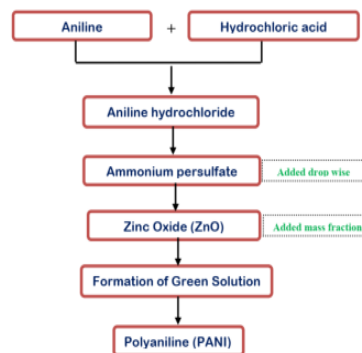 Aniline + Hydrochloric acid
Aniline hydrochloride
Ammonium persulfate Added drop wise
Zinc Oxide (ZnO) Added mass fraction
Formation of Green Solution
Polyaniline (PANI)